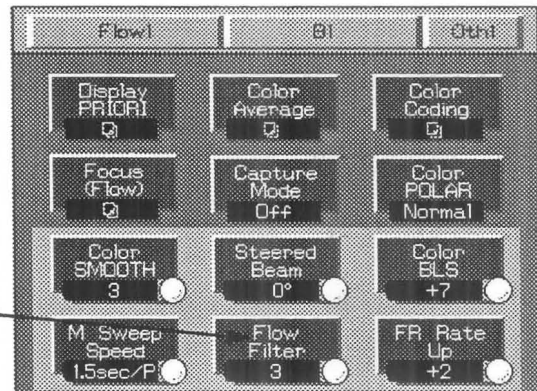 Flow1 B1 Oth1
Display Color Color
PRIORI Average Coding
Focus Capture Color
(Flow) Mode POLAR
Off Normal
Color Steered Color
SMOOTH Beam BLS
3 0° +7
M Sweep Flow FR Rate
Speed Filter Up
1.5sec/P 3 +2